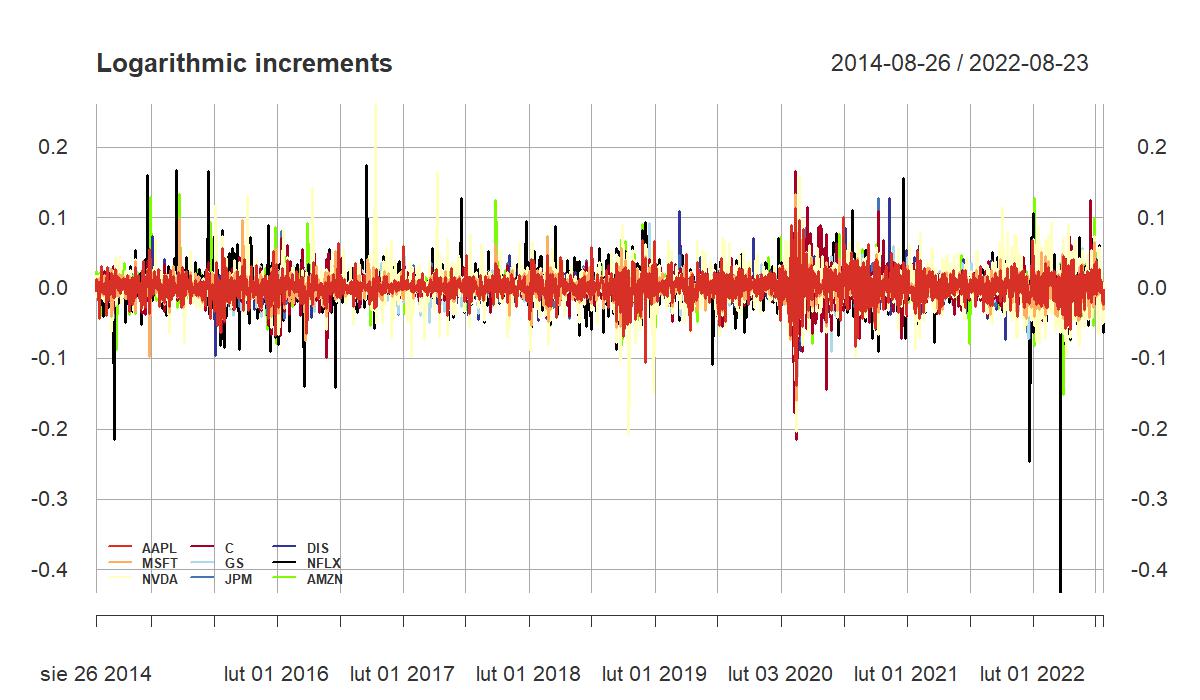 Logarithmic increments 2014-08-26 / 2022-08-23
0.2 0.2
0.1 0.1
0.0 0.0
-0.1 -0.1
-0.2 -0.2
-0.3 -0.3
-0.4 -0.4
AAPL C DIS
MSFT GS NFLX
NVDA JPM AMZN
sie 26 2014 lut 01 2016 lut 01 2017 lut 01 2018 lut 01 2019 lut 03 2020 lut 01 2021 lut 01 2022